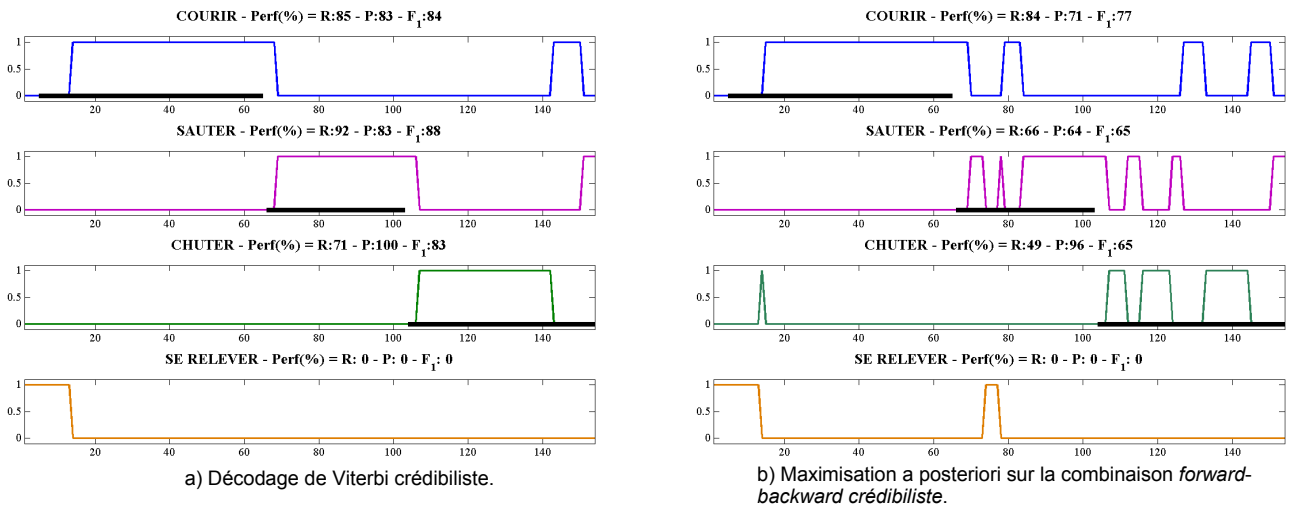 COURIR - Perf(%) = R:85 - P:83 - F1:84
1
0.5
0
20 40 60 80 100 120 140
SAUTER - Perf(%) = R:92 - P:83 - F1:88
1
0.5
0
20 40 60 80 100 120 140
CHUTER - Perf(%) = R:71 - P:100 - F1:83
1
0.5
0
20 40 60 80 100 120 140
SE RELEVER - Perf(%) = R: 0 - P: 0 - F1: 0
1
0.5
0
20 40 60 80 100 120 140
a) Décodage de Viterbi crédibiliste.
COURIR - Perf(%) = R:84 - P:71 - F1:77
1
0.5
0
20 40 60 80 100 120 140
SAUTER - Perf(%) = R:66 - P:64 - F1:65
1
0.5
0
20 40 60 80 100 120 140
CHUTER - Perf(%) = R:49 - P:96 - F1:65
1
0.5
0
20 40 60 80 100 120 140
SE RELEVER - Perf(%) = R: 0 - P: 0 - F1: 0
1
0.5
0
20 40 60 80 100 120 140
b) Maximisation a posteriori sur la combinaison forward-
backward crédibiliste.